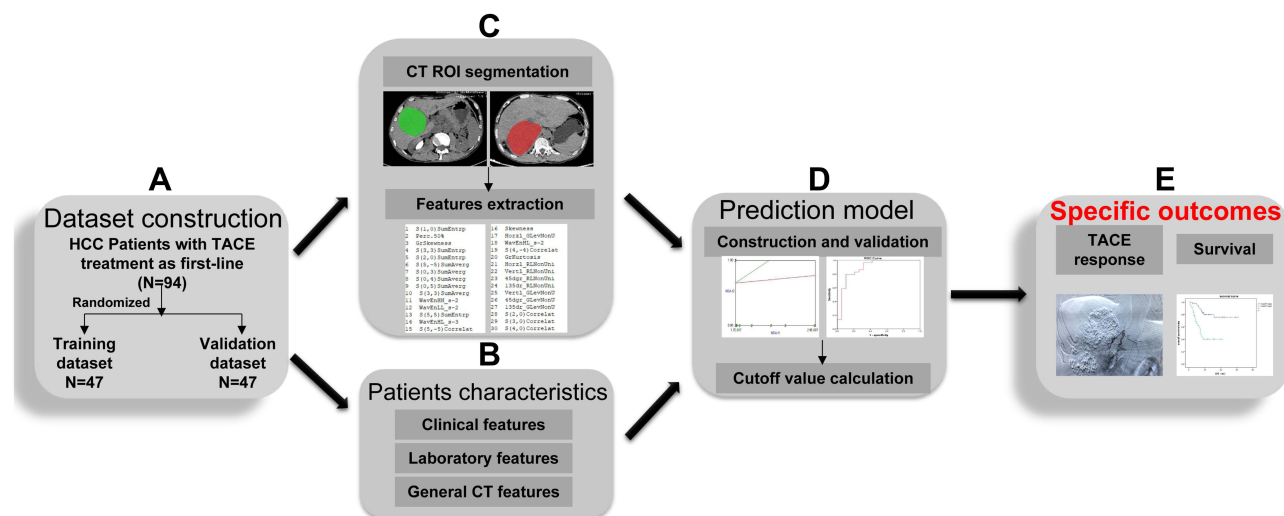 A
Dataset construction
HCC Patients with TACE
treatment as first-line
(N=94)
Randomized
Training
dataset
N=47
Validation
dataset
N=47
C
CT ROI segmentation
Features extraction
1 S(1,0)SumEntrp
2 Perc.50%
3 GrSkewness
4 S(3,3)SumEntrp
5 S(2,0)SumEntrp
6 S(5,-5)SumAverg
7 S(0,3)SumAverg
8 S(0,4)SumAverg
9 S(0,5)SumAverg
10 S(3,3)SumAverg
11 WavEnHH_s-2
12 WavEnLL_s-2
13 S(5,5)SumEntrp
14 WavEnHL_s-3
15 S(5,-5)Correlat
16 Skewness
17 Horzl_GLevNonU
18 WavEnHL_s-2
19 S(4,-4)Correlat
20 GrKurtosis
21 Horzl_RLNonUni
22 Vertl_RLNonUni
23 45dgr_RLNonUni
24 135dr_RLNonUni
25 Vertl_GLevNonU
26 45dgr_GLevNonU
27 135dr_GLevNonU
28 S(2,0)Correlat
29 S(3,0)Correlat
30 S(4,0)Correlat
B
Patients characteristics
Clinical features
Laboratory features
General CT features
D
Prediction model
Construction and validation
ROC Curve
Sensitivity
1 - Specificity
Cutoff value calculation
E
Specific outcomes
TACE
response
Survival